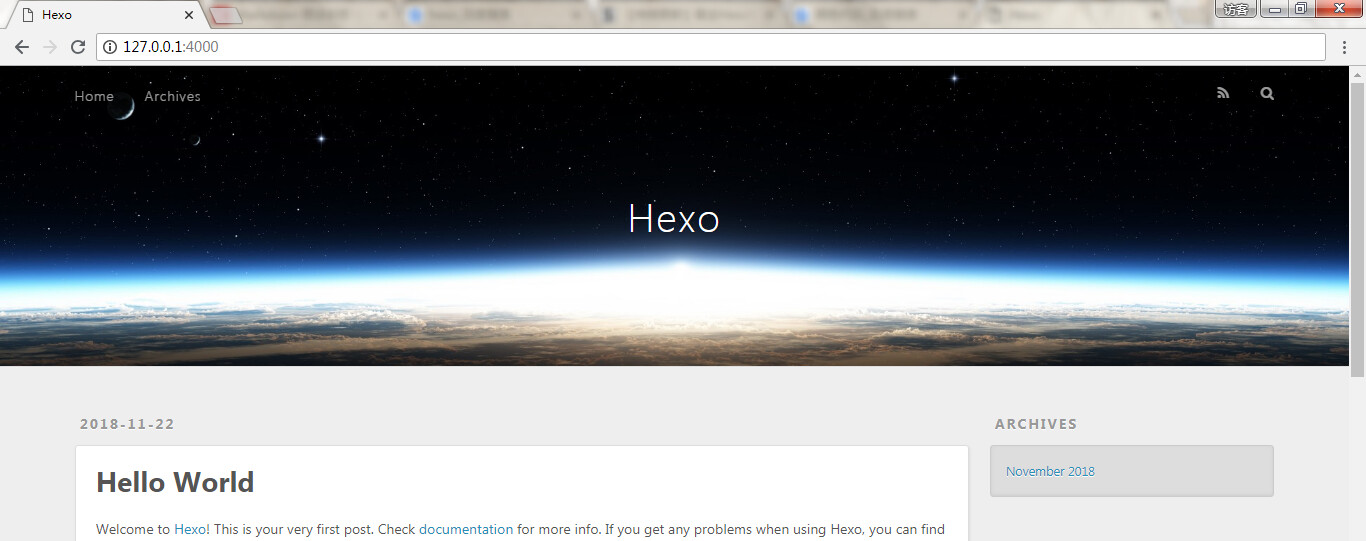 Hexo
访客
127.0.0.1:4000
Home Archives
Hexo
2018-11-22
ARCHIVES
Hello World
November 2018
Welcome to Hexo! This is your very first post. Check documentation for more info. If you get any problems when using Hexo, you can find